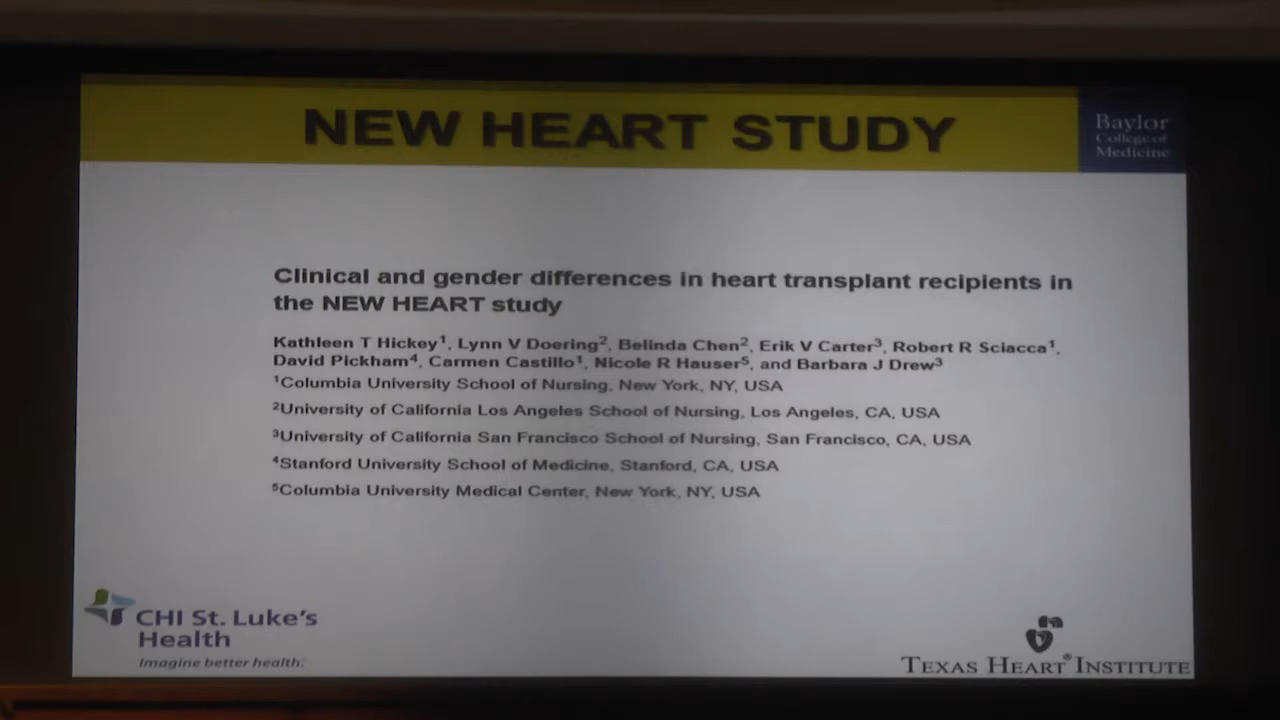 NEW HEART STUDY
Baylor
College of
Medicine
Clinical and gender differences in heart transplant recipients in
the NEW HEART study
Kathleen T Hickey¹, Lynn V Doering², Belinda Chen², Erik V Carter³, Robert R Sciacca¹,
David Pickham⁴, Carmen Castillo¹, Nicole R Hauser⁵, and Barbara J Drew³
¹Columbia University School of Nursing, New York, NY, USA
²University of California Los Angeles School of Nursing, Los Angeles, CA, USA
³University of California San Francisco School of Nursing, San Francisco, CA, USA
⁴Stanford University School of Medicine, Stanford, CA, USA
⁵Columbia University Medical Center, New York, NY, USA
CHI St. Luke's
Health
Imagine better health.
TEXAS HEART® INSTITUTE